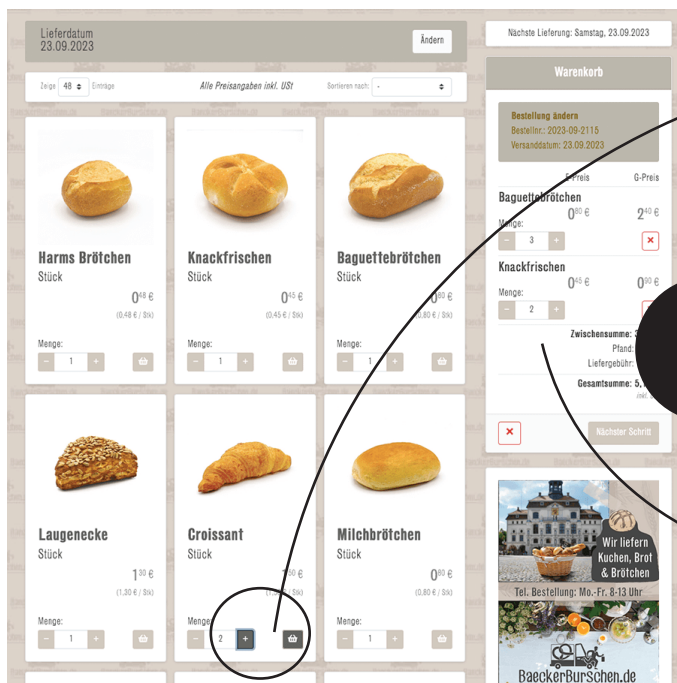 Lieferdatum
23.09.2023
Ändern
Zeige 48 Einträge
Alle Preisangaben inkl. USt
Sortieren nach: -
Harms Brötchen
Stück
0,48 €
(0,48 € / Stk)
Menge:
- 1 +
Knackfrischen
Stück
0,45 €
(0,45 € / Stk)
Menge:
- 1 +
Baguettebrötchen
Stück
0,80 €
(0,80 € / Stk)
Menge:
- 1 +
Laugenecke
Stück
1,30 €
(1,30 € / Stk)
Menge:
- 1 +
Croissant
Stück
€
€ / Stk)
Menge:
- 2 +
Milchbrötchen
Stück
0,80 €
(0,80 € / Stk)
Menge:
- 1 +
Nächste Lieferung: Samstag, 23.09.2023
Warenkorb
Bestellung ändern
Bestellnr.: 2023-09-2115
Versanddatum: 23.09.2023
E-Preis G-Preis
Baguettebrötchen
0,80 € 2,40 €
Menge:
- 3 +
×
Knackfrischen
0,45 € 0,90 €
Menge:
- 2 +
Zwischensumme:
Pfand:
Liefergebühr:
Gesamtsumme: 5,
inkl.
× Nächster Schritt
Wir liefern
Kuchen, Brot
& Brötchen
Tel. Bestellung: Mo.-Fr. 8-13 Uhr
BaeckerBurschen.de